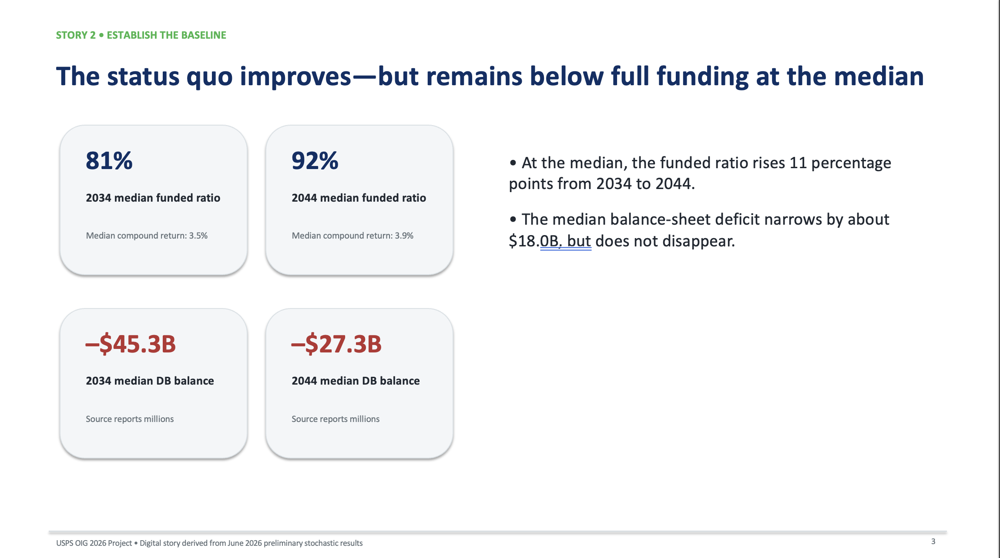 STORY 2 • ESTABLISH THE BASELINE
The status quo improves—but remains below full funding at the median
81%
2034 median funded ratio
Median compound return: 3.5%
92%
2044 median funded ratio
Median compound return: 3.9%
–$45.3B
2034 median DB balance
Source reports millions
–$27.3B
2044 median DB balance
Source reports millions
• At the median, the funded ratio rises 11 percentage
points from 2034 to 2044.
• The median balance-sheet deficit narrows by about
$18.0B, but does not disappear.
USPS OIG 2026 Project • Digital story derived from June 2026 preliminary stochastic results
3